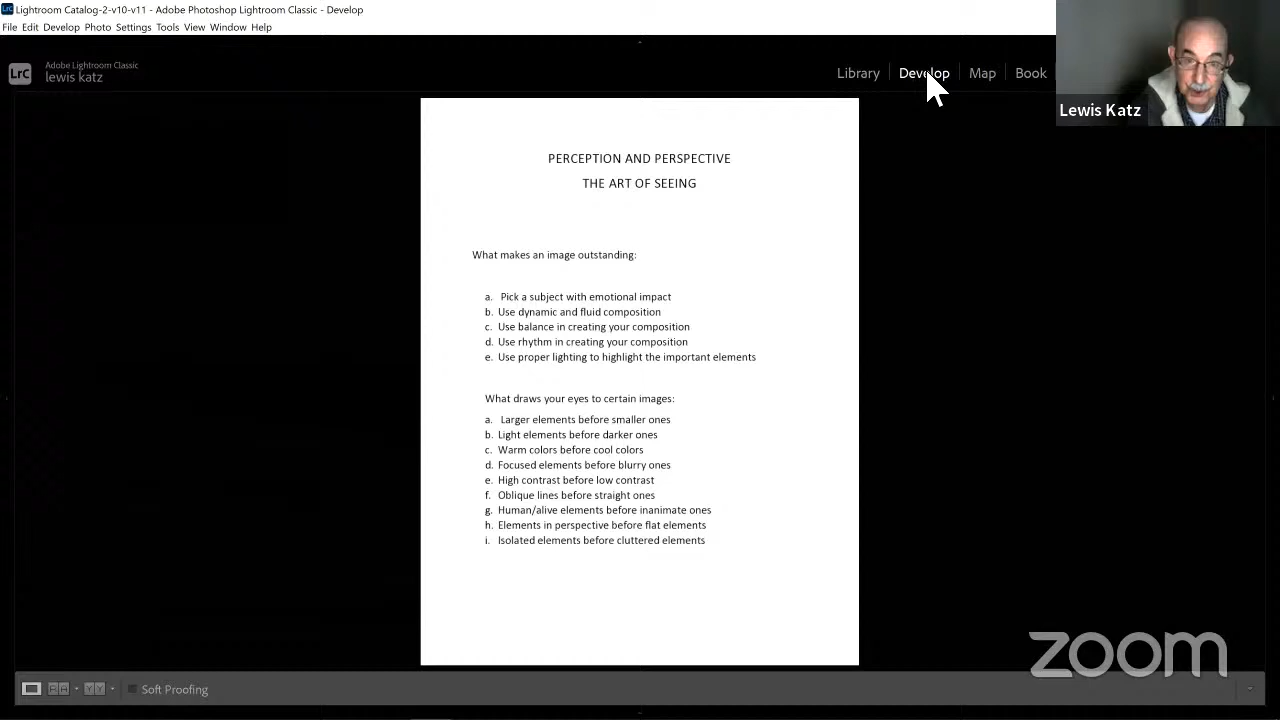 Lightroom Catalog-2-v10-v11 - Adobe Photoshop Lightroom Classic - Develop
File Edit Develop Photo Settings Tools View Window Help
LrC
Adobe Lightroom Classic
lewis katz
Library | Develop | Map | Book
Lewis Katz
PERCEPTION AND PERSPECTIVE
THE ART OF SEEING
What makes an image outstanding:
a. Pick a subject with emotional impact
b. Use dynamic and fluid composition
c. Use balance in creating your composition
d. Use rhythm in creating your composition
e. Use proper lighting to highlight the important elements
What draws your eyes to certain images:
a. Larger elements before smaller ones
b. Light elements before darker ones
c. Warm colors before cool colors
d. Focused elements before blurry ones
e. High contrast before low contrast
f. Oblique lines before straight ones
g. Human/alive elements before inanimate ones
h. Elements in perspective before flat elements
i. Isolated elements before cluttered elements
zoom
Soft Proofing